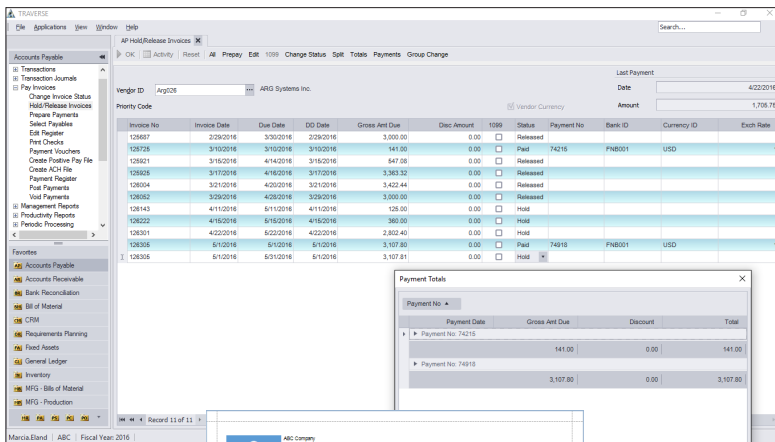 TRAVERSE
File Applications View Window Help
Search...
AP Hold/Release Invoices
OK Activity Reset All Prepay Edit 1099 Change Status Split Totals Payments Group Change
Accounts Payable
Transactions
Transaction Journals
Pay Invoices
Change Invoice Status
Hold/Release Invoices
Prepare Payments
Select Payables
Edit Register
Print Checks
Payment Vouchers
Create Positive Pay File
Create ACH File
Payment Register
Post Payments
Void Payments
Management Reports
Productivity Reports
Periodic Processing
Favorites
AP Accounts Payable
AR Accounts Receivable
BR Bank Reconciliation
BM Bill of Material
CM CRM
DR Requirements Planning
FA Fixed Assets
GL General Ledger
IN Inventory
MB MFG - Bills of Material
MP MFG - Production
Marcia.Eland ABC Fiscal Year: 2016
Vendor ID Arg026 ... ARG Systems Inc.
Priority Code
Vendor Currency
Last Payment
Date 4/22/2016
Amount 1,706.76
Invoice No Invoice Date Due Date DD Date Gross Amt Due Disc Amount 1099 Status Payment No Bank ID Currency ID Exch Rate
126687 2/29/2016 3/30/2016 2/29/2016 3,000.00 0.00 Released
126725 3/10/2016 3/10/2016 3/10/2016 141.00 0.00 Paid 74215 FNB001 USD
126921 3/15/2016 4/14/2016 3/15/2016 547.08 0.00 Released
126925 3/17/2016 4/16/2016 3/17/2016 3,363.32 0.00 Released
126004 3/21/2016 4/20/2016 3/21/2016 3,422.44 0.00 Released
126052 3/29/2016 4/28/2016 3/29/2016 3,000.00 0.00 Released
126143 4/11/2016 5/11/2016 4/11/2016 125.00 0.00 Hold
126222 4/15/2016 5/15/2016 4/15/2016 360.00 0.00 Hold
126301 4/22/2016 5/22/2016 4/22/2016 2,802.40 0.00 Hold
126305 5/1/2016 5/1/2016 5/1/2016 3,107.80 0.00 Paid 74918 FNB001 USD
126305 5/1/2016 5/31/2016 5/1/2016 3,107.81 0.00 Hold
Payment Totals
Payment No
Payment Date Gross Amt Due Discount Total
Payment No: 74215
141.00 0.00 141.00
Payment No: 74918
3,107.80 0.00 3,107.80
Record 11 of 11
ABC Company